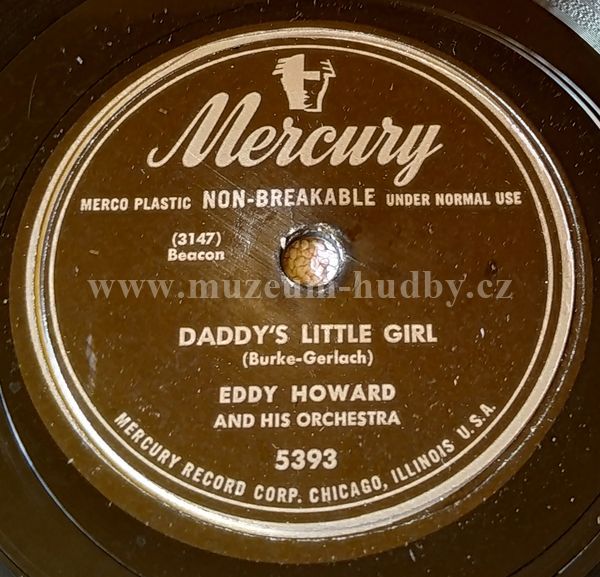 Mercury
MERCO PLASTIC NON-BREAKABLE UNDER NORMAL USE
(3147)
Beacon
www.muzeum-hudby.cz
DADDY'S LITTLE GIRL
(Burke-Gerlach)
EDDY HOWARD
AND HIS ORCHESTRA
5393
MERCURY RECORD CORP. CHICAGO, ILLINOIS U.S.A.